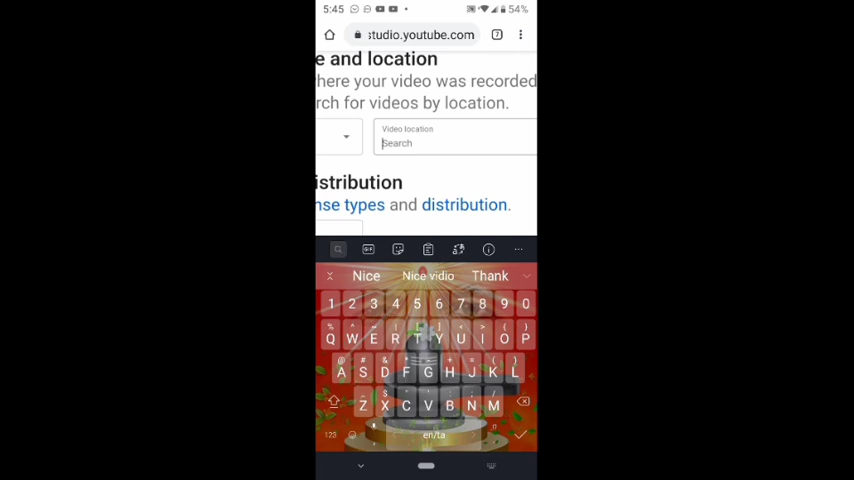 5:45 54%
studio.youtube.com 7
e and location
here your video was recorded
rch for videos by location.
Video location
Search
istribution
nse types and distribution.
GIF
Nice Nice vidio Thank
1 2 3 4 5 6 7 8 9 0
Q W E R T Y U I O P
A S D F G H J K L
Z X C V B N M
123 en/ta